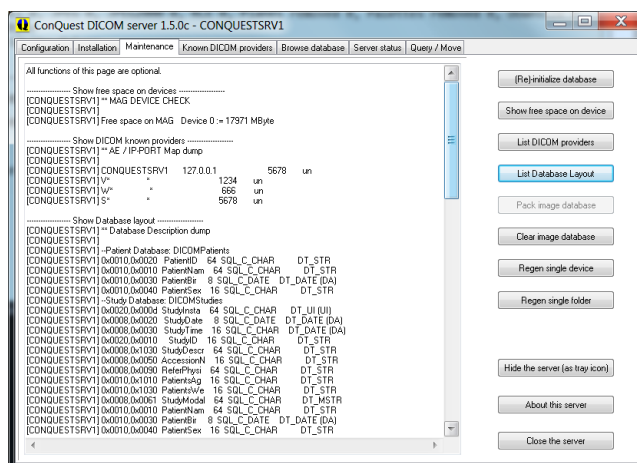 ConQuest DICOM server 1.5.0c - CONQUESTSRV1
Configuration Installation Maintenance Known DICOM providers Browse database Server status Query / Move
All functions of this page are optional.
------------------ Show free space on devices ------------------
[CONQUESTSRV1] ** MAG DEVICE CHECK
[CONQUESTSRV1]
[CONQUESTSRV1] Free space on MAG Device 0 := 17971 MByte
------------------ Show DICOM known providers ------------------
[CONQUESTSRV1] ** AE / IP-PORT Map dump
[CONQUESTSRV1]
[CONQUESTSRV1] CONQUESTSRV1 127.0.0.1 5678 un
[CONQUESTSRV1] V* * 1234 un
[CONQUESTSRV1] W* * 666 un
[CONQUESTSRV1] S* * 5678 un
------------------ Show Database layout ------------------
[CONQUESTSRV1] ** Database Description dump
[CONQUESTSRV1]
[CONQUESTSRV1] --Patient Database: DICOMPatients
[CONQUESTSRV1] 0x0010,0x0020 PatientID 64 SQL_C_CHAR DT_STR
[CONQUESTSRV1] 0x0010,0x0010 PatientNam 64 SQL_C_CHAR DT_STR
[CONQUESTSRV1] 0x0010,0x0030 PatientBir 8 SQL_C_DATE DT_DATE (DA)
[CONQUESTSRV1] 0x0010,0x0040 PatientSex 16 SQL_C_CHAR DT_STR
[CONQUESTSRV1] --Study Database: DICOMStudies
[CONQUESTSRV1] 0x0020,0x000d StudyInsta 64 SQL_C_CHAR DT_UI (UI)
[CONQUESTSRV1] 0x0008,0x0020 StudyDate 8 SQL_C_DATE DT_DATE (DA)
[CONQUESTSRV1] 0x0008,0x0030 StudyTime 16 SQL_C_CHAR DT_DATE (DA)
[CONQUESTSRV1] 0x0020,0x0010 StudyID 16 SQL_C_CHAR DT_STR
[CONQUESTSRV1] 0x0008,0x1030 StudyDescr 64 SQL_C_CHAR DT_STR
[CONQUESTSRV1] 0x0008,0x0050 AccessionN 16 SQL_C_CHAR DT_STR
[CONQUESTSRV1] 0x0008,0x0090 ReferPhysi 64 SQL_C_CHAR DT_STR
[CONQUESTSRV1] 0x0010,0x1010 PatientsAg 16 SQL_C_CHAR DT_STR
[CONQUESTSRV1] 0x0010,0x1030 PatientsWe 16 SQL_C_CHAR DT_STR
[CONQUESTSRV1] 0x0008,0x0061 StudyModal 64 SQL_C_CHAR DT_MSTR
[CONQUESTSRV1] 0x0010,0x0010 PatientNam 64 SQL_C_CHAR DT_STR
[CONQUESTSRV1] 0x0010,0x0030 PatientBir 8 SQL_C_DATE DT_DATE (DA)
[CONQUESTSRV1] 0x0010,0x0040 PatientSex 16 SQL_C_CHAR DT_STR
(Re)-initialize database
Show free space on device
List DICOM providers
List Database Layout
Pack image database
Clear image database
Regen single device
Regen single folder
Hide the server (as tray icon)
About this server
Close the server